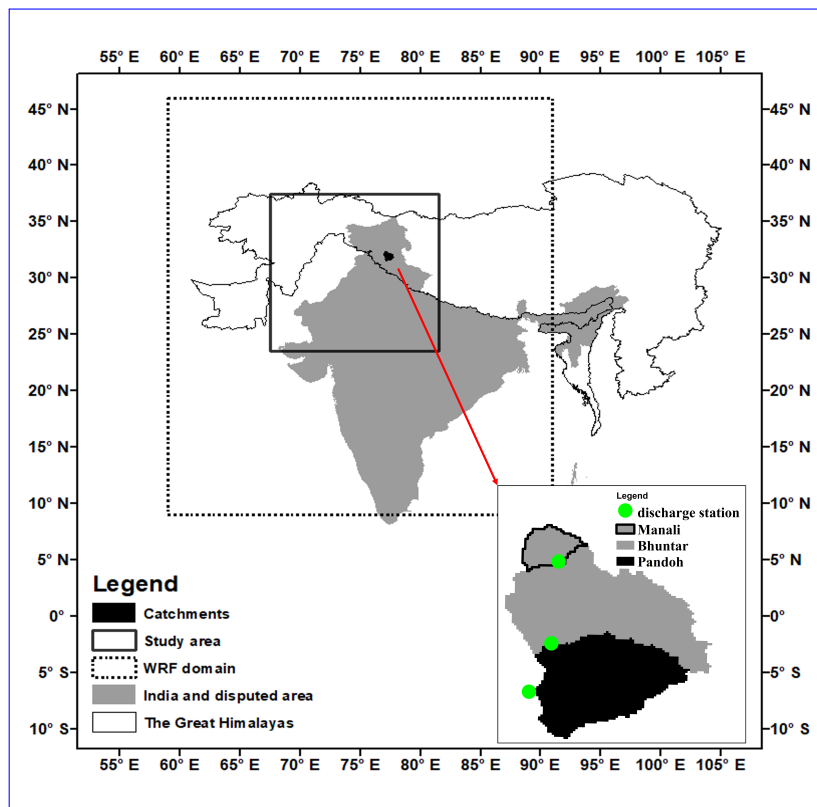 55° E 60° E 65° E 70° E 75° E 80° E 85° E 90° E 95° E 100° E 105° E
45° N 45° N
40° N 40° N
35° N 35° N
30° N 30° N
25° N 25° N
20° N 20° N
15° N 15° N
10° N 10° N
5° N 5° N
0° 0°
5° S 5° S
10° S 10° S
55° E 60° E 65° E 70° E 75° E 80° E 85° E 90° E 95° E 100° E 105° E
Legend
Catchments
Study area
WRF domain
India and disputed area
The Great Himalayas
Legend
discharge station
Manali
Bhuntar
Pandoh